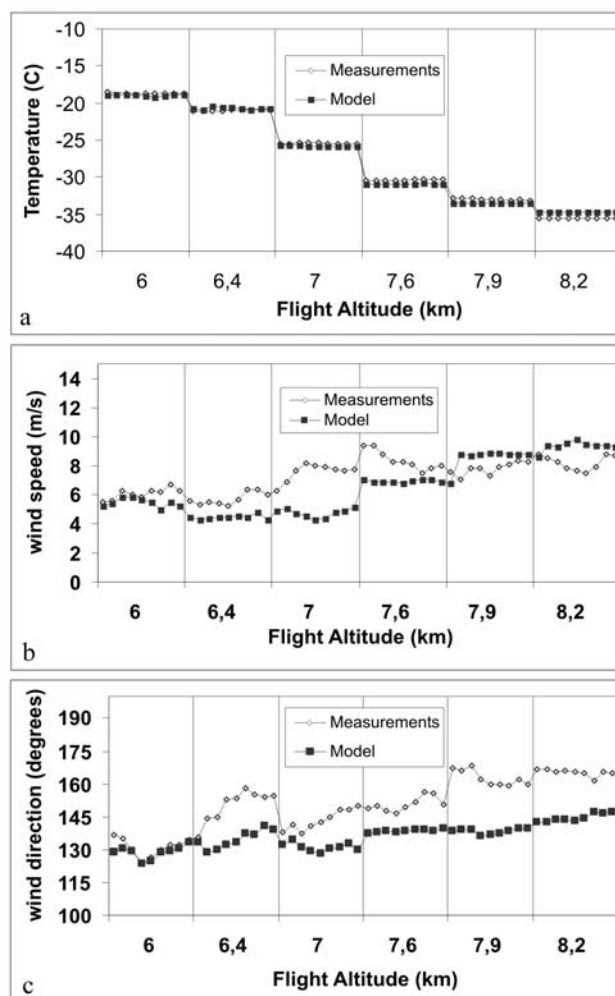 -10
-15
-20
-25
-30
-35
-40
Temperature (C)
Measurements
Model
6 6,4 7 7,6 7,9 8,2
Flight Altitude (km)
a
14
12
10
8
6
4
2
0
wind speed (m/s)
Measurements
Model
6 6,4 7 7,6 7,9 8,2
Flight Altitude (km)
b
190
175
160
145
130
115
100
wind direction (degrees)
Measurements
Model
6 6,4 7 7,6 7,9 8,2
Flight Altitude (km)
c